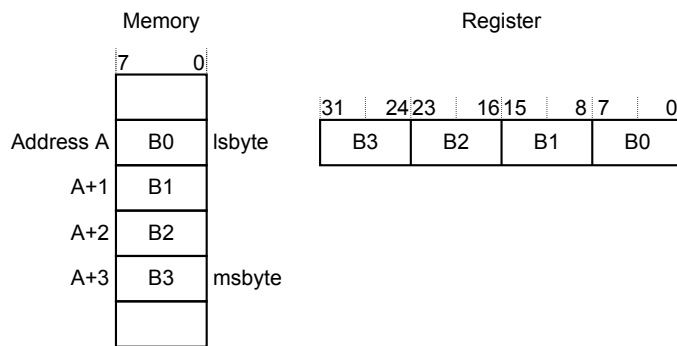 Memory Register
7 0
31 24 23 16 15 8 7 0
Address A B0 lsbyte B3 B2 B1 B0
A+1 B1
A+2 B2
A+3 B3 msbyte